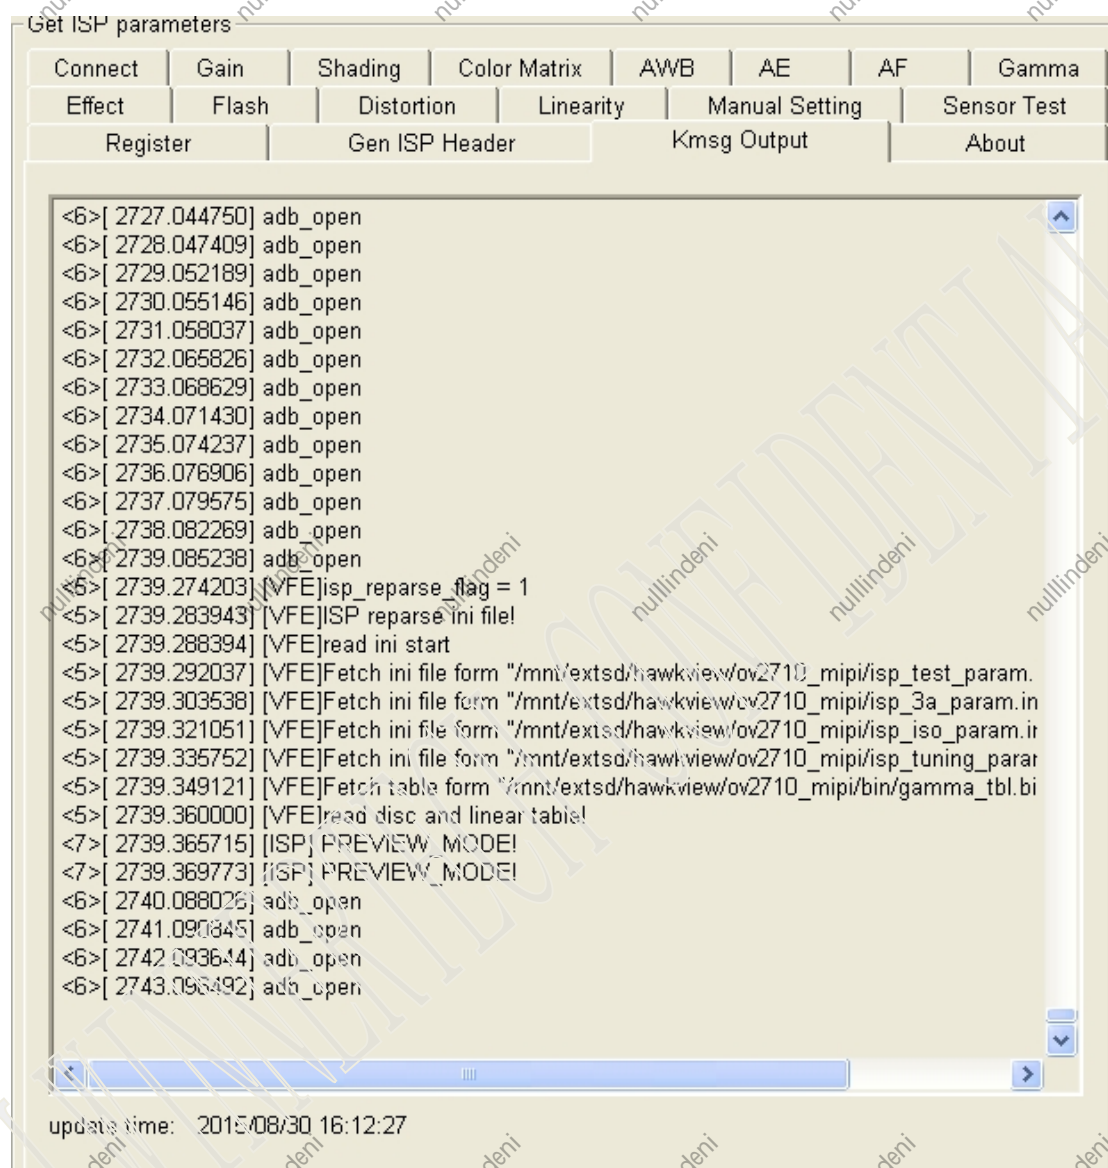 Get ISP parameters
Connect Gain Shading Color Matrix AWB AE AF Gamma
Effect Flash Distortion Linearity Manual Setting Sensor Test
Register Gen ISP Header Kmsg Output About
<6>[ 2727.044750] adb_open
<6>[ 2728.047409] adb_open
<6>[ 2729.052189] adb_open
<6>[ 2730.055146] adb_open
<6>[ 2731.058037] adb_open
<6>[ 2732.065826] adb_open
<6>[ 2733.068629] adb_open
<6>[ 2734.071430] adb_open
<6>[ 2735.074237] adb_open
<6>[ 2736.076906] adb_open
<6>[ 2737.079575] adb_open
<6>[ 2738.082269] adb_open
<6>[ 2739.085238] adb_open
<5>[ 2739.274203] [VFE]isp_reparse_flag = 1
<5>[ 2739.283943] [VFE]ISP reparse ini file!
<5>[ 2739.288394] [VFE]read ini start
<5>[ 2739.292037] [VFE]Fetch ini file form "/mnt/extsd/hawkview/ov2710_mipi/isp_test_param.
<5>[ 2739.303538] [VFE]Fetch ini file form "/mnt/extsd/hawkview/ov2710_mipi/isp_3a_param.in
<5>[ 2739.321051] [VFE]Fetch ini file form "/mnt/extsd/hawkview/ov2710_mipi/isp_iso_param.ir
<5>[ 2739.335752] [VFE]Fetch ini file form "/mnt/extsd/hawkview/ov2710_mipi/isp_tuning_parar
<5>[ 2739.349121] [VFE]Fetch table form "/mnt/extsd/hawkview/ov2710_mipi/bin/gamma_tbl.bi
<5>[ 2739.360000] [VFE]read disc and linear table!
<7>[ 2739.365715] [ISP] PREVIEW_MODE!
<7>[ 2739.369773] [ISP] PREVIEW_MODE!
<6>[ 2740.088026] adb_open
<6>[ 2741.090845] adb_open
<6>[ 2742.093644] adb_open
<6>[ 2743.096492] adb_open
update time: 2015/08/30 16:12:27
nullindeni nullindeni nullindeni nullindeni nullindeni nullindeni